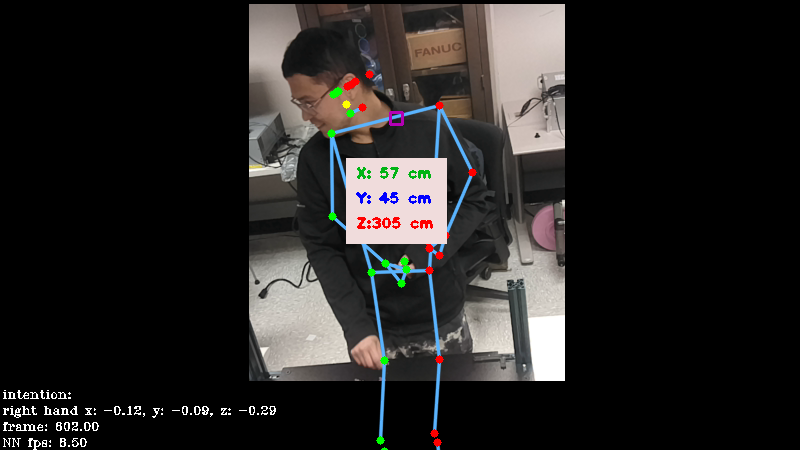 FANUC
X: 57 cm
Y: 45 cm
Z:305 cm
intention:
right hand x: -0.12, y: -0.09, z: -0.29
frame: 602.00
NN fps: 8.50